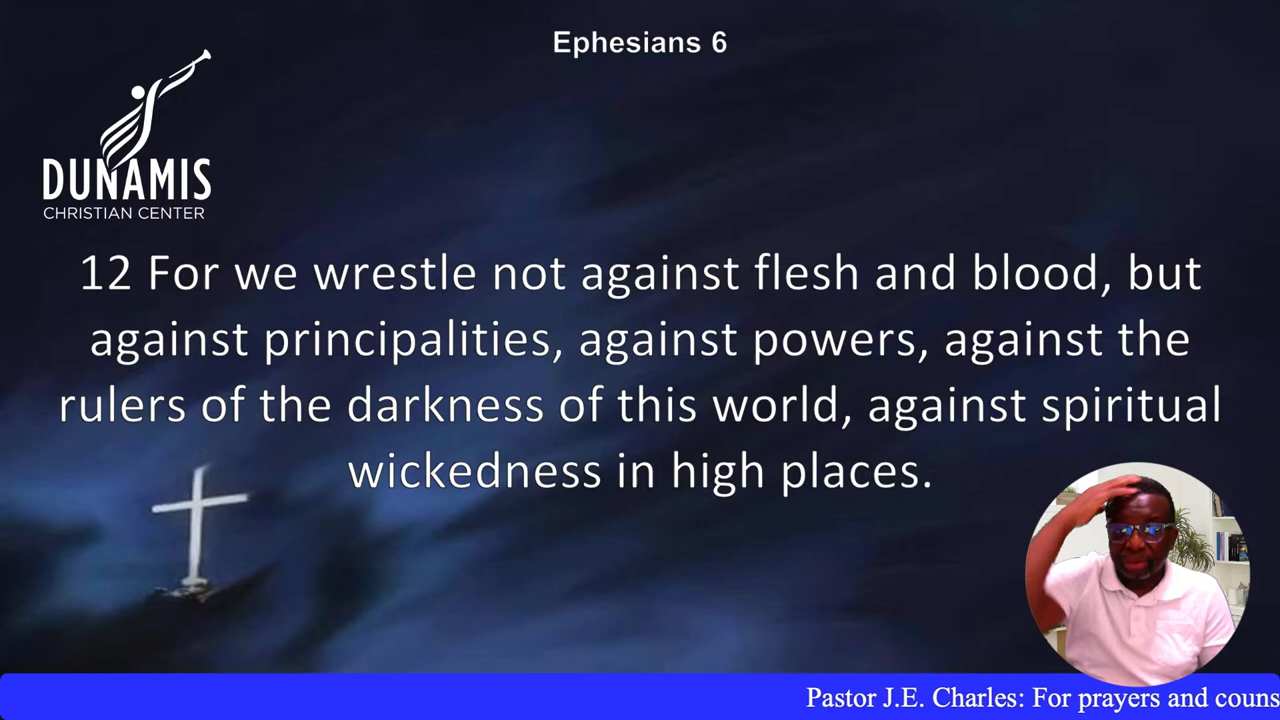 Ephesians 6
DUNAMIS
CHRISTIAN CENTER
12 For we wrestle not against flesh and blood, but
against principalities, against powers, against the
rulers of the darkness of this world, against spiritual
wickedness in high places.
Pastor J.E. Charles: For prayers and couns